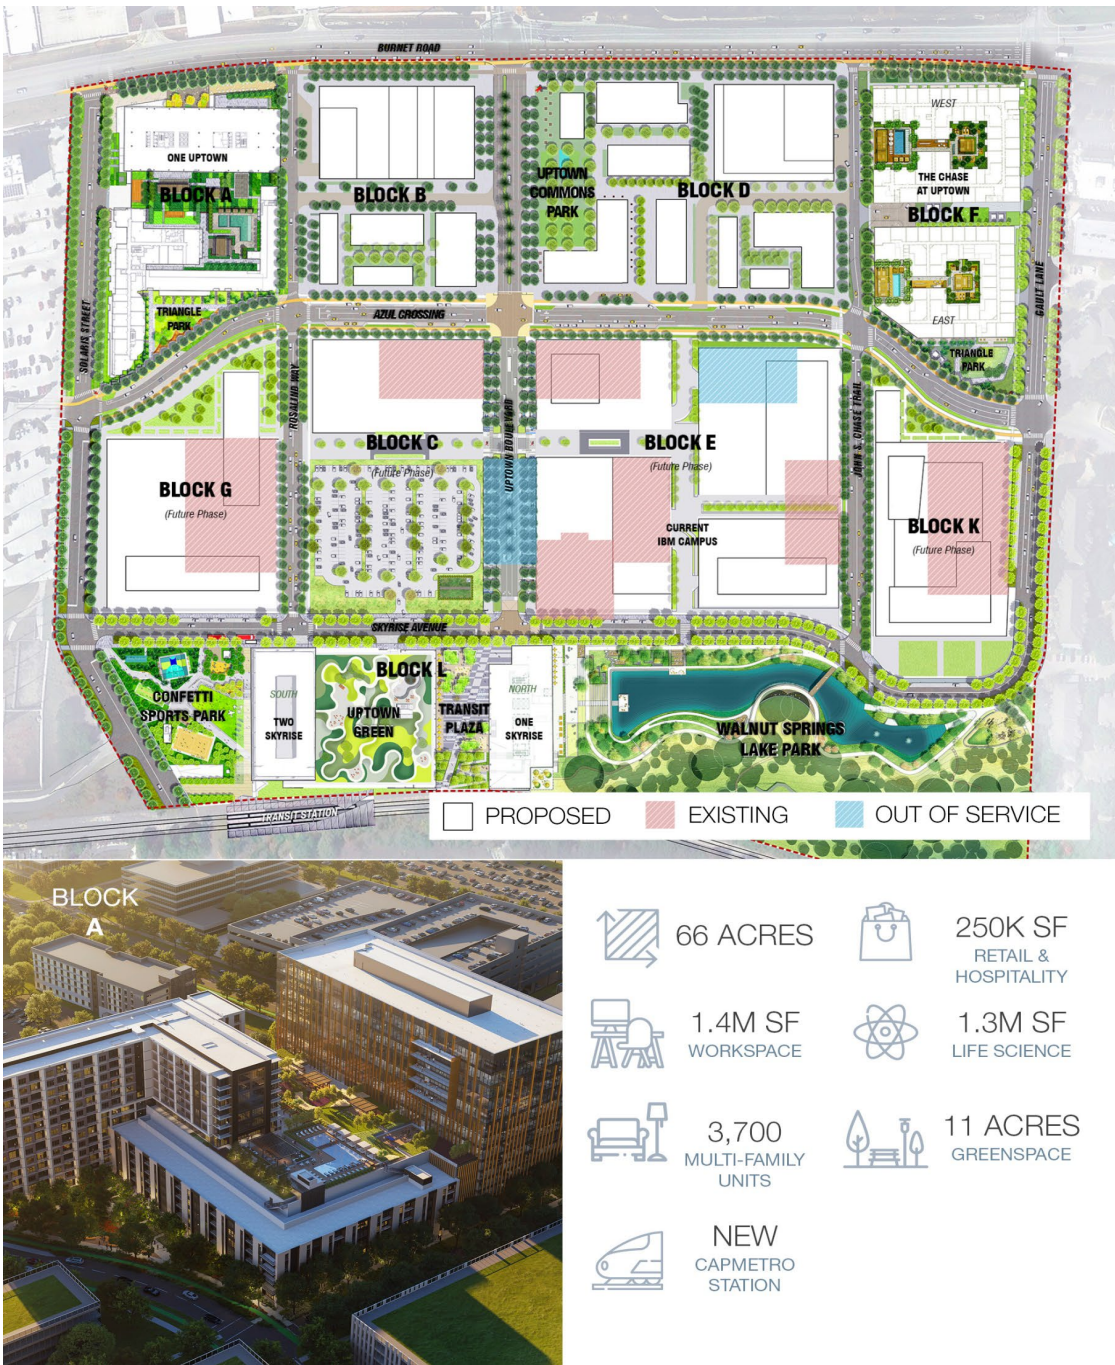 BURNET ROAD
ONE UPTOWN
BLOCK A
BLOCK B
UPTOWN
COMMONS
PARK
BLOCK D
WEST
THE CHASE
AT UPTOWN
BLOCK F
EAST
TRIANGLE
PARK
SOLARIS STREET
TRIANGLE
PARK
AZUL CROSSING
GAULT LANE
ROSALIND WAY
UPTOWN BOULEVARD
JOHN S. CHASE TRAIL
BLOCK C
(Future Phase)
BLOCK E
(Future Phase)
BLOCK G
(Future Phase)
CURRENT
IBM CAMPUS
BLOCK K
(Future Phase)
SKYRISE AVENUE
CONFETTI
SPORTS PARK
SOUTH
TWO
SKYRISE
BLOCK L
UPTOWN
GREEN
TRANSIT
PLAZA
NORTH
ONE
SKYRISE
WALNUT SPRINGS
LAKE PARK
TRANSIT STATION
PROPOSED
EXISTING
OUT OF SERVICE
BLOCK
A
66 ACRES
250K SF
RETAIL &
HOSPITALITY
1.4M SF
WORKSPACE
1.3M SF
LIFE SCIENCE
3,700
MULTI-FAMILY
UNITS
11 ACRES
GREENSPACE
NEW
CAPMETRO
STATION